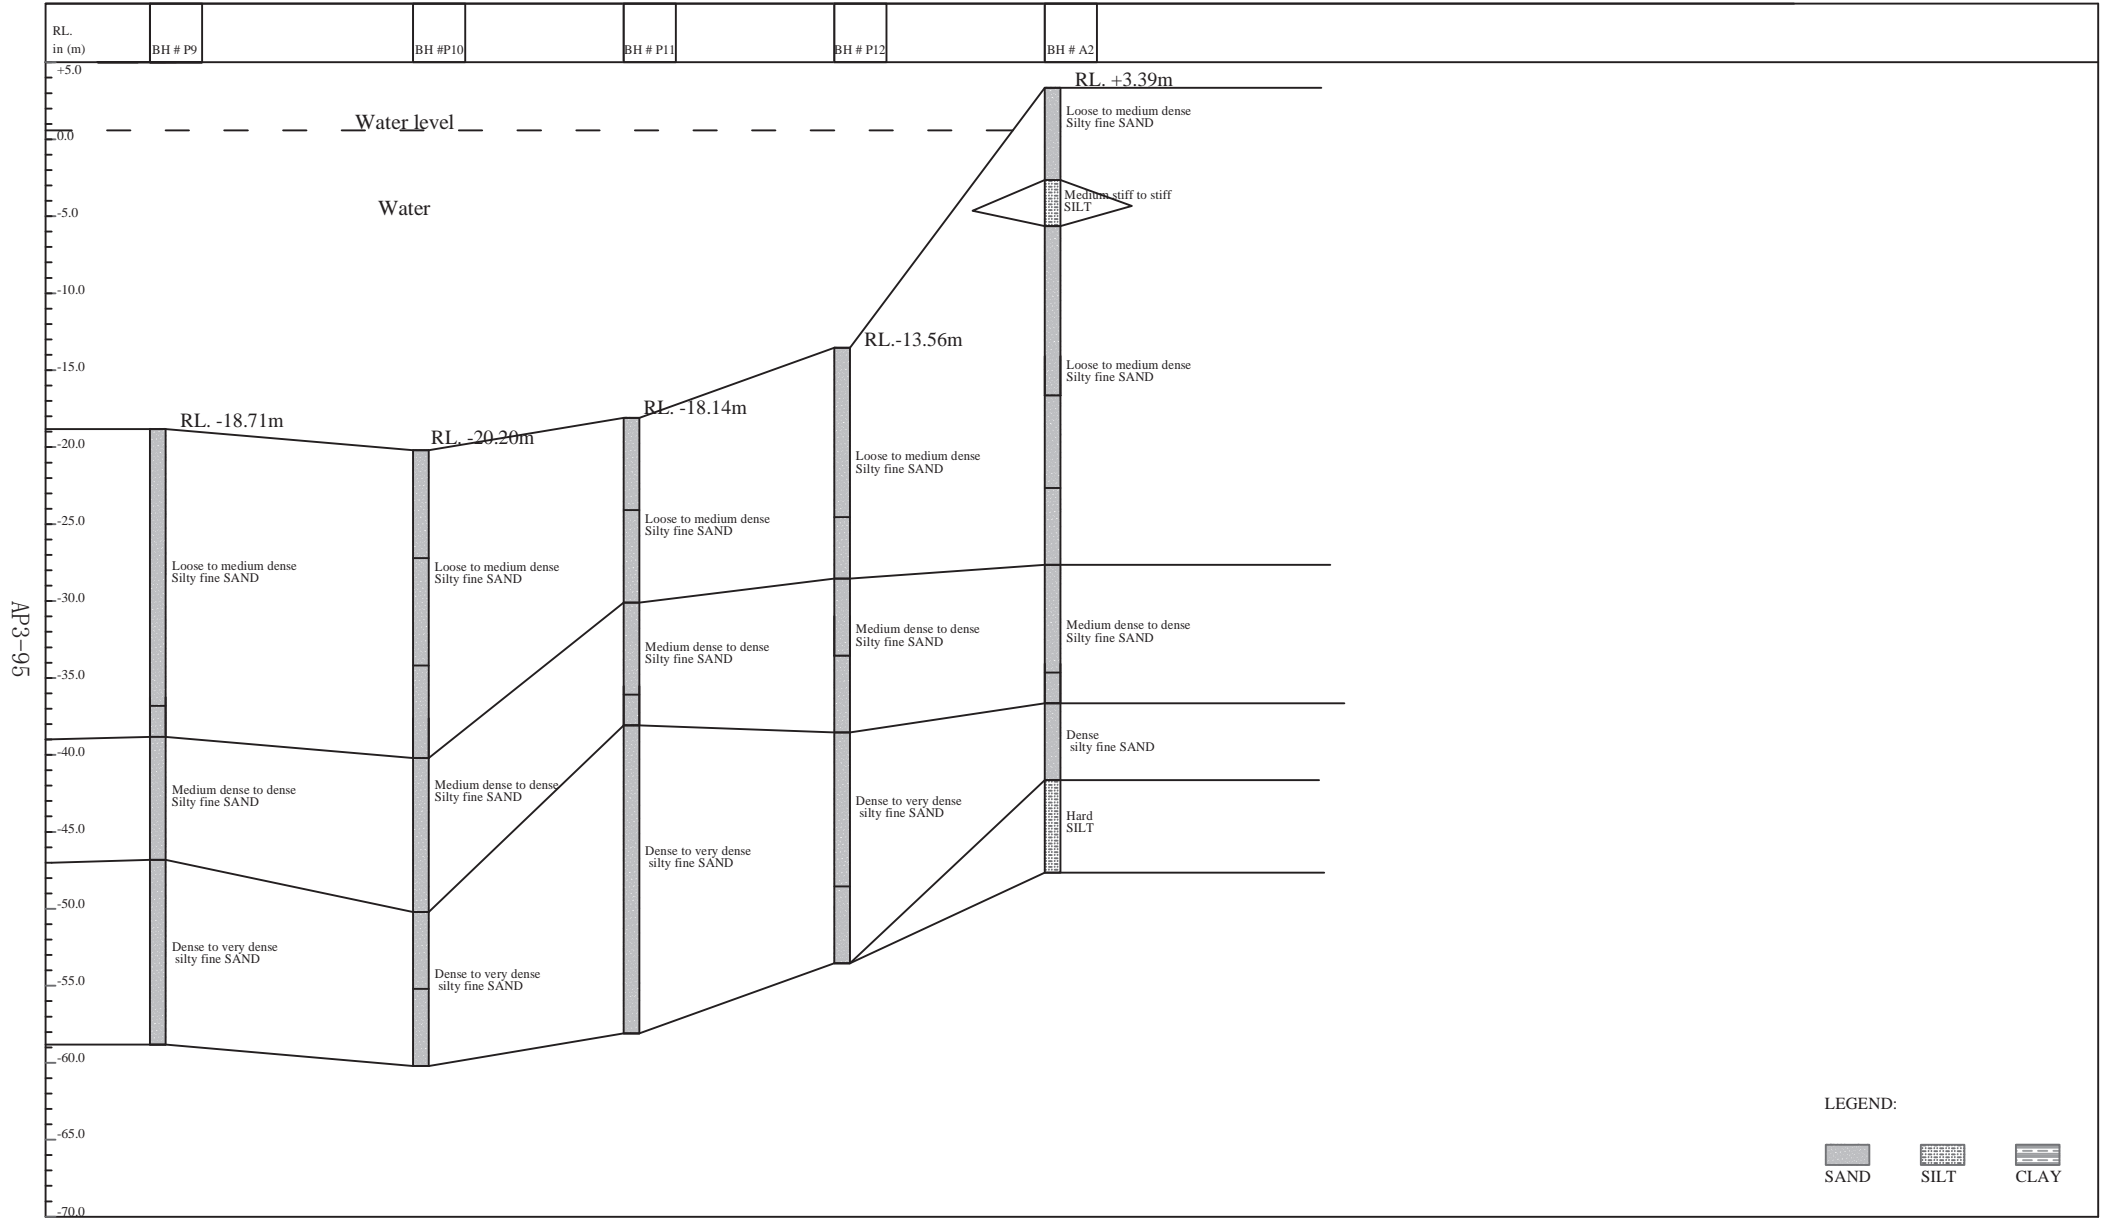 RL.
in (m)
BH # P9
BH #P10
BH # P11
BH # P12
BH # A2
+5.0
0.0
-5.0
-10.0
-15.0
-20.0
-25.0
-30.0
-35.0
-40.0
-45.0
-50.0
-55.0
-60.0
-65.0
-70.0
AP3-95
Water level
Water
RL. -18.71m
Loose to medium dense
Silty fine SAND
Medium dense to dense
Silty fine SAND
Dense to very dense
silty fine SAND
RL. -20.20m
Loose to medium dense
Silty fine SAND
Medium dense to dense
Silty fine SAND
Dense to very dense
silty fine SAND
RL. -18.14m
Loose to medium dense
Silty fine SAND
Medium dense to dense
Silty fine SAND
Dense to very dense
silty fine SAND
RL.-13.56m
Loose to medium dense
Silty fine SAND
Medium dense to dense
Silty fine SAND
Dense to very dense
silty fine SAND
RL. +3.39m
Loose to medium dense
Silty fine SAND
Medium stiff to stiff
SILT
Loose to medium dense
Silty fine SAND
Medium dense to dense
Silty fine SAND
Dense
silty fine SAND
Hard
SILT
LEGEND:
SAND
SILT
CLAY